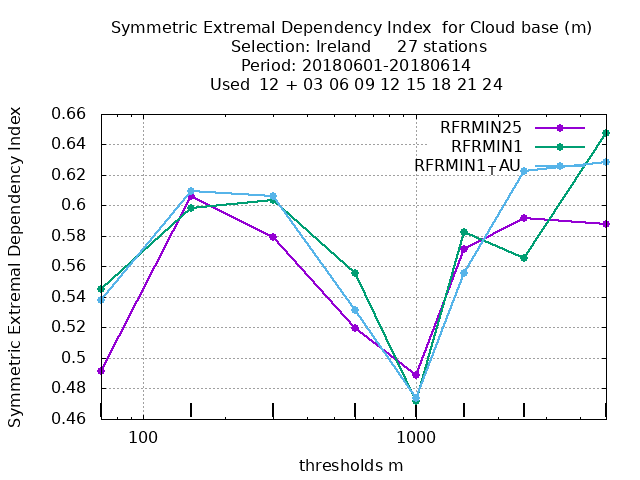 Symmetric Extremal Dependency Index  for Cloud base (m)
Selection: Ireland     27 stations
Period: 20180601-20180614
Used  12 + 03 06 09 12 15 18 21 24
Symmetric Extremal Dependency Index
0.66
0.64
0.62
0.6
0.58
0.56
0.54
0.52
0.5
0.48
0.46
RFRMIN25
RFRMIN1
RFRMIN1TAU
100
1000
thresholds m